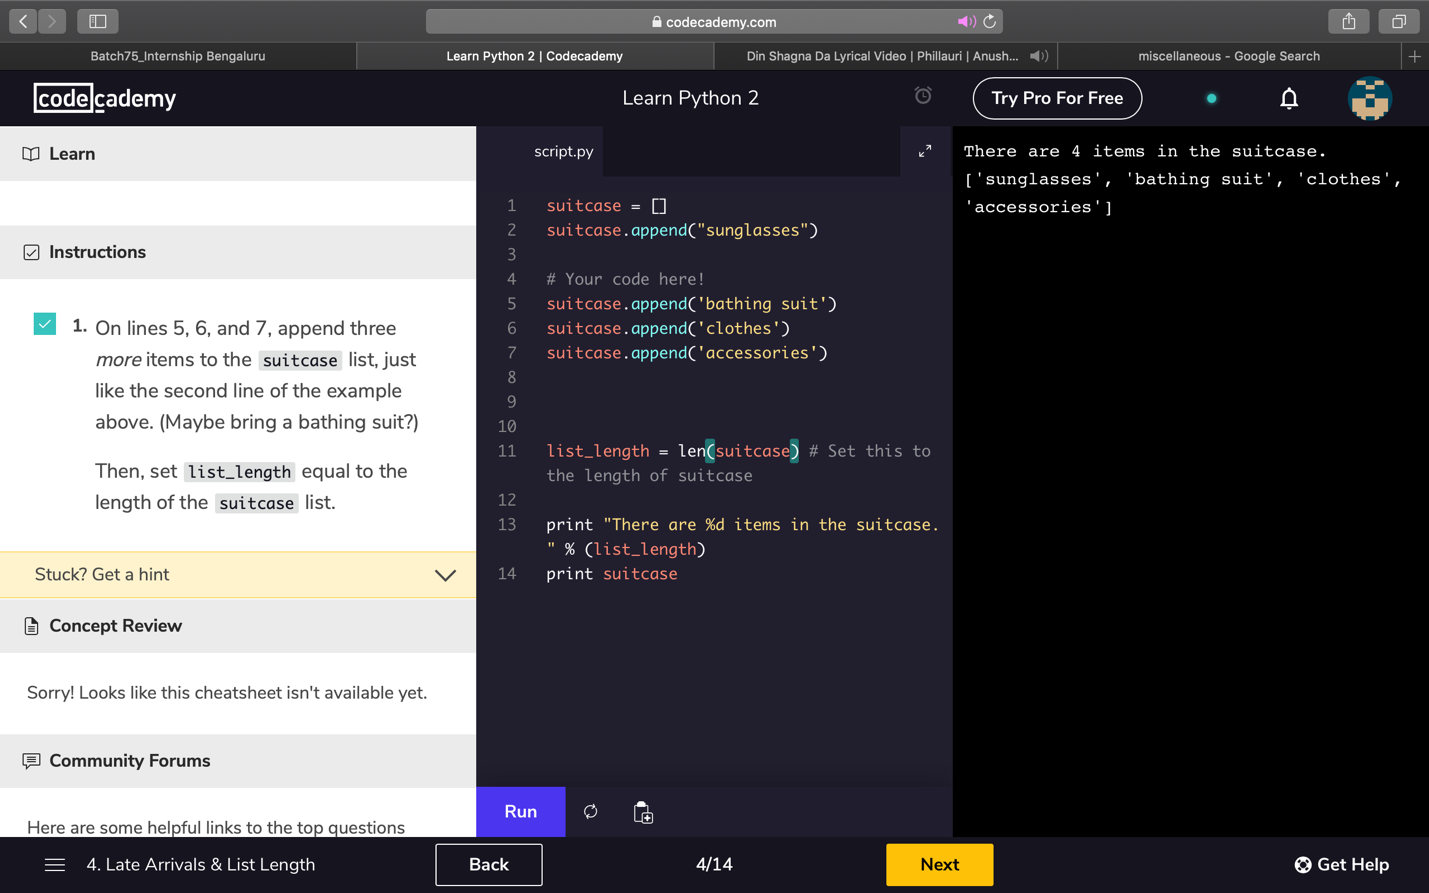 codecademy.com
Batch75_Internship Bengaluru
Learn Python 2 | Codecademy
Din Shagna Da Lyrical Video | Phillauri | Anush...
miscellaneous - Google Search
codecademy
Learn Python 2
Try Pro For Free
Learn
Instructions
1. On lines 5, 6, and 7, append three
more items to the suitcase list, just
like the second line of the example
above. (Maybe bring a bathing suit?)
Then, set list_length equal to the
length of the suitcase list.
Stuck? Get a hint
Concept Review
Sorry! Looks like this cheatsheet isn't available yet.
Community Forums
Here are some helpful links to the top questions
script.py
1 suitcase = []
2 suitcase.append("sunglasses")
3
4 # Your code here!
5 suitcase.append('bathing suit')
6 suitcase.append('clothes')
7 suitcase.append('accessories')
8
9
10
11 list_length = len(suitcase) # Set this to
the length of suitcase
12
13 print "There are %d items in the suitcase.
" % (list_length)
14 print suitcase
Run
There are 4 items in the suitcase.
['sunglasses', 'bathing suit', 'clothes',
'accessories']
4. Late Arrivals & List Length
Back
4/14
Next
Get Help